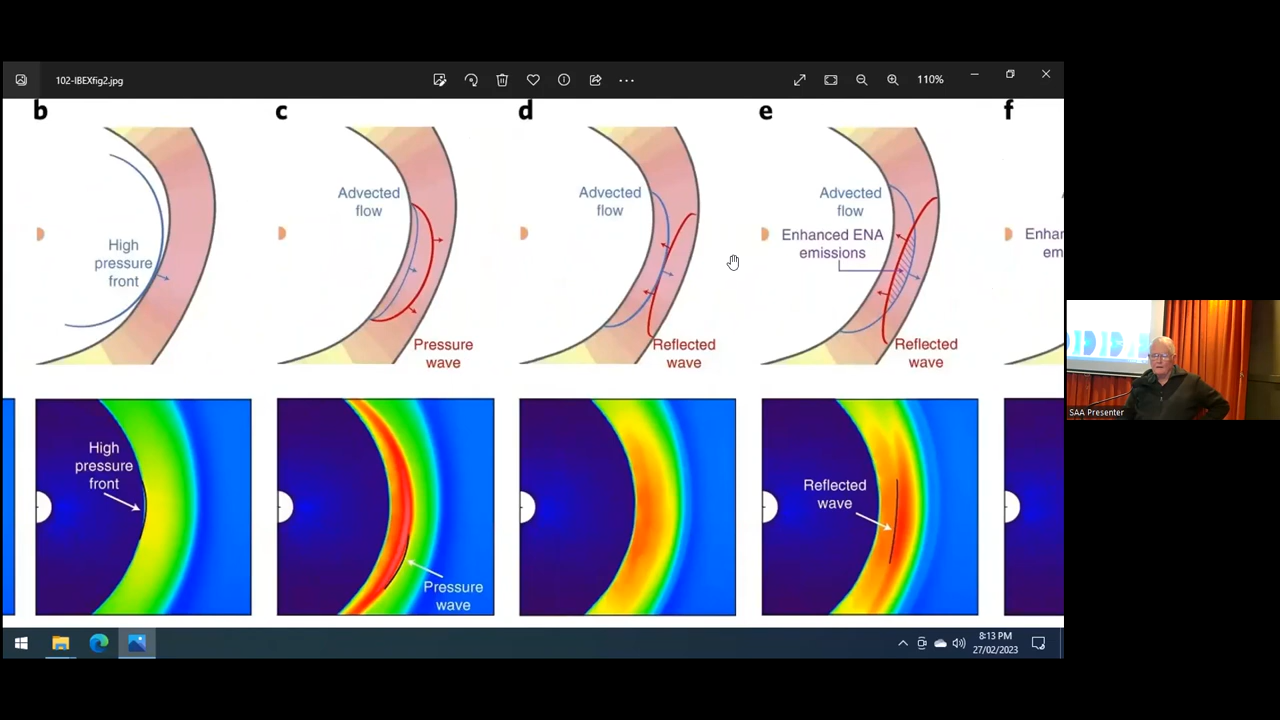 102-IBEXfig2.jpg
110%
b
c
d
e
f
High
pressure
front
Advected
flow
Pressure
wave
Advected
flow
Reflected
wave
Advected
flow
Enhanced ENA
emissions
Reflected
wave
Enhar
em
High
pressure
front
Pressure
wave
Reflected
wave
SAA Presenter
8:13 PM
27/02/2023